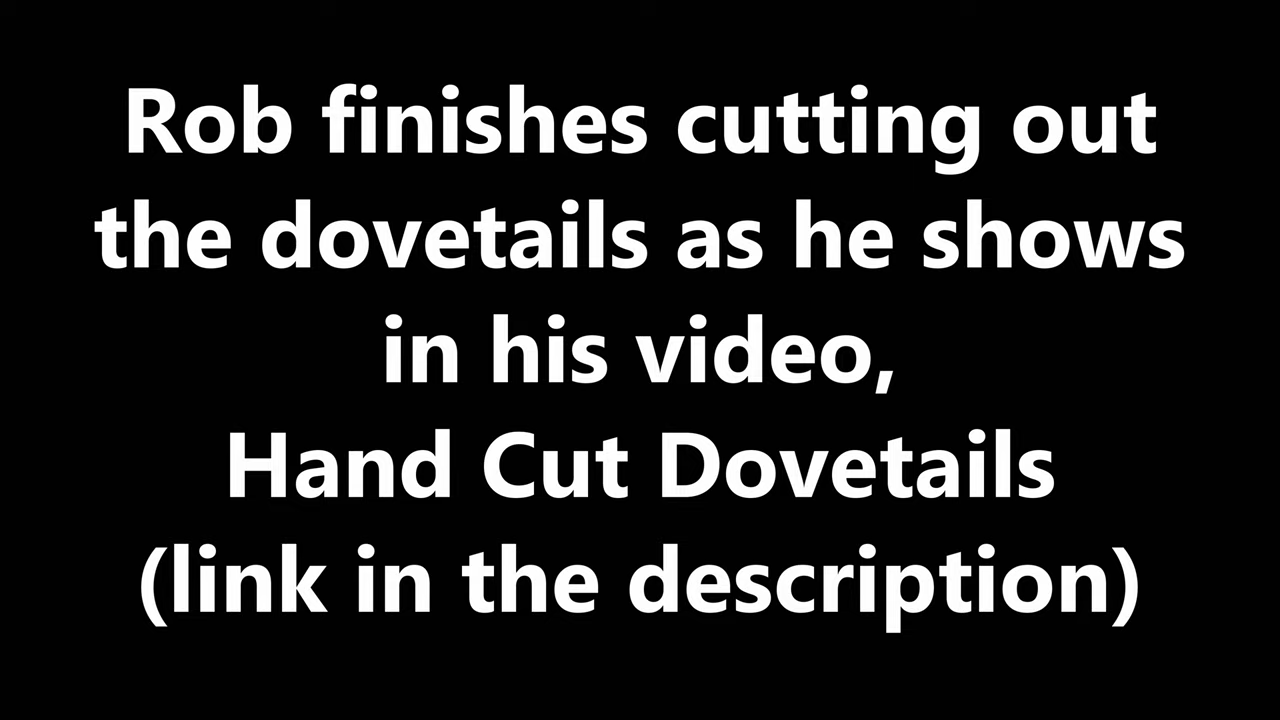 Rob finishes cutting out
the dovetails as he shows
in his video,
Hand Cut Dovetails
(link in the description)